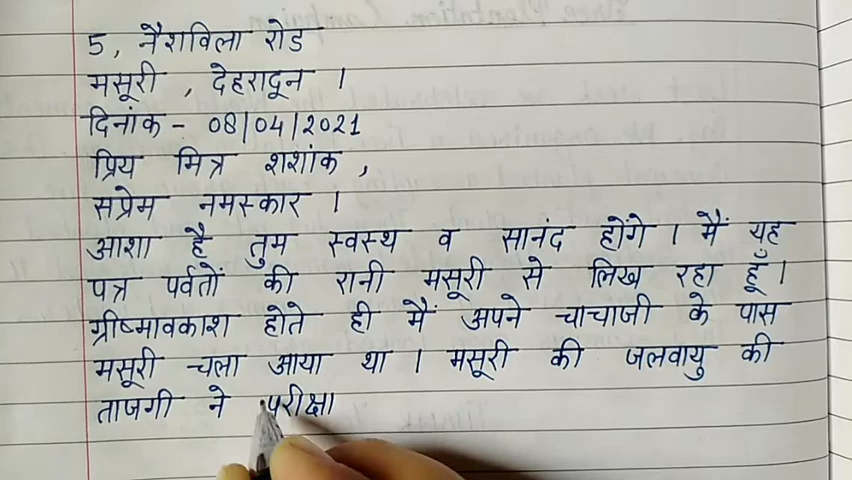 5, नैशविला रोड
मसूरी, देहरादून ।
दिनांक - 08/04/2021
प्रिय मित्र शशांक,
सप्रेम नमस्कार ।
आशा है तुम स्वस्थ व सानंद होंगे । मैं यह
पत्र पर्वतों की रानी मसूरी से लिख रहा हूँ ।
ग्रीष्मावकाश होते ही मैं अपने चाचाजी के पास
मसूरी चला आया था । मसूरी की जलवायु की
ताजगी ने परीक्षा